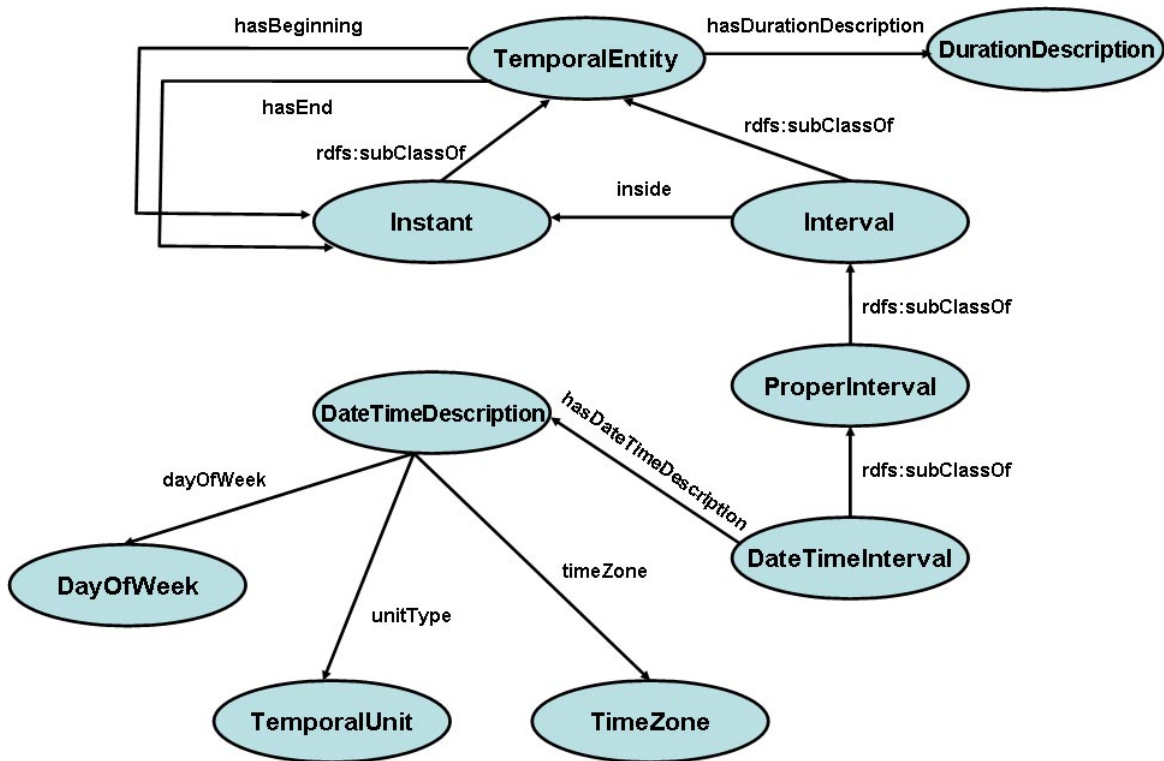 hasBeginning
hasDurationDescription
TemporalEntity
DurationDescription
hasEnd
rdfs:subClassOf
rdfs:subClassOf
inside
Instant
Interval
rdfs:subClassOf
ProperInterval
DateTimeDescription
hasDateTimeDescription
rdfs:subClassOf
dayOfWeek
DateTimeInterval
DayOfWeek
timeZone
unitType
TemporalUnit
TimeZone